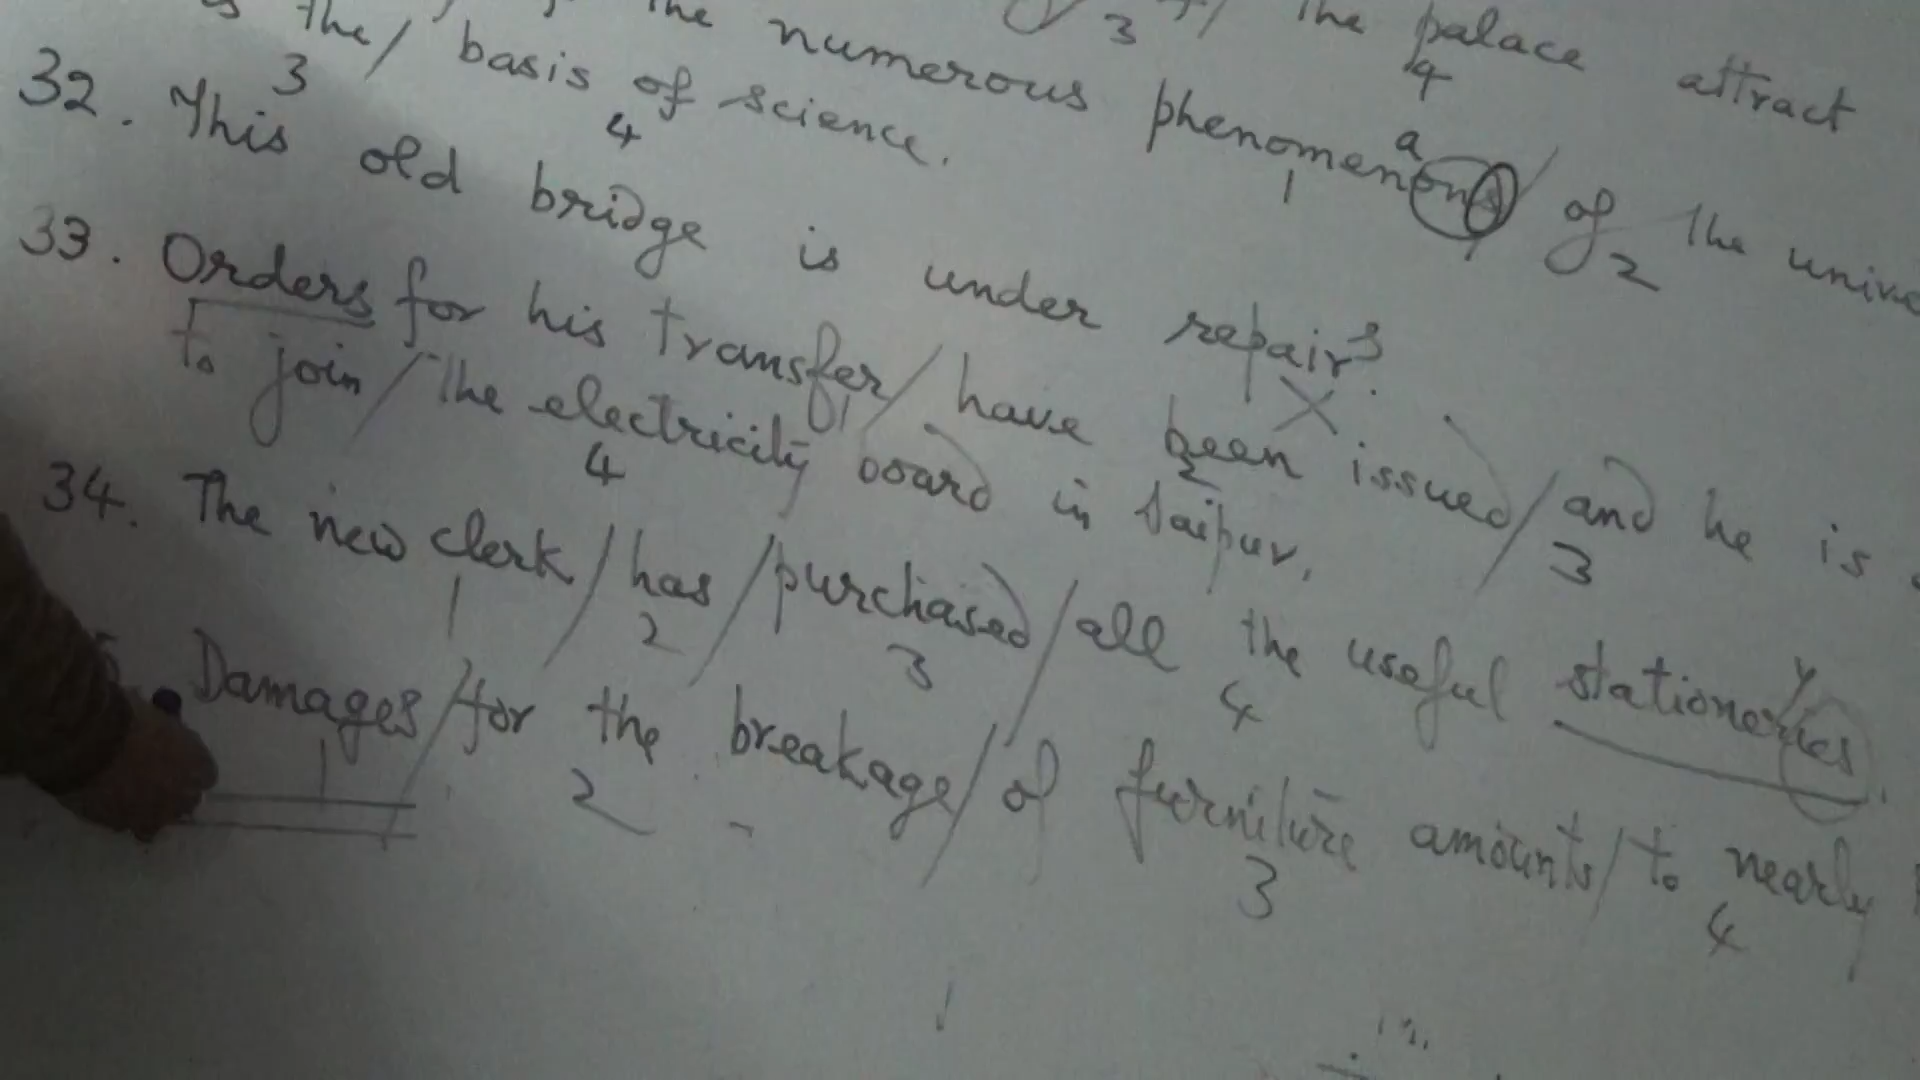 the palace attract
the numerous phenomenons of the
the / basis of science.
32. This old bridge is under repairs.
33. Orders for his transfer / have been issued / and he is
to join / the electricity board in Jaipur.
34. The new clerk / has / purchased / all the useful stationeries.
Damages / for the breakage / of furniture amounts / to nearly